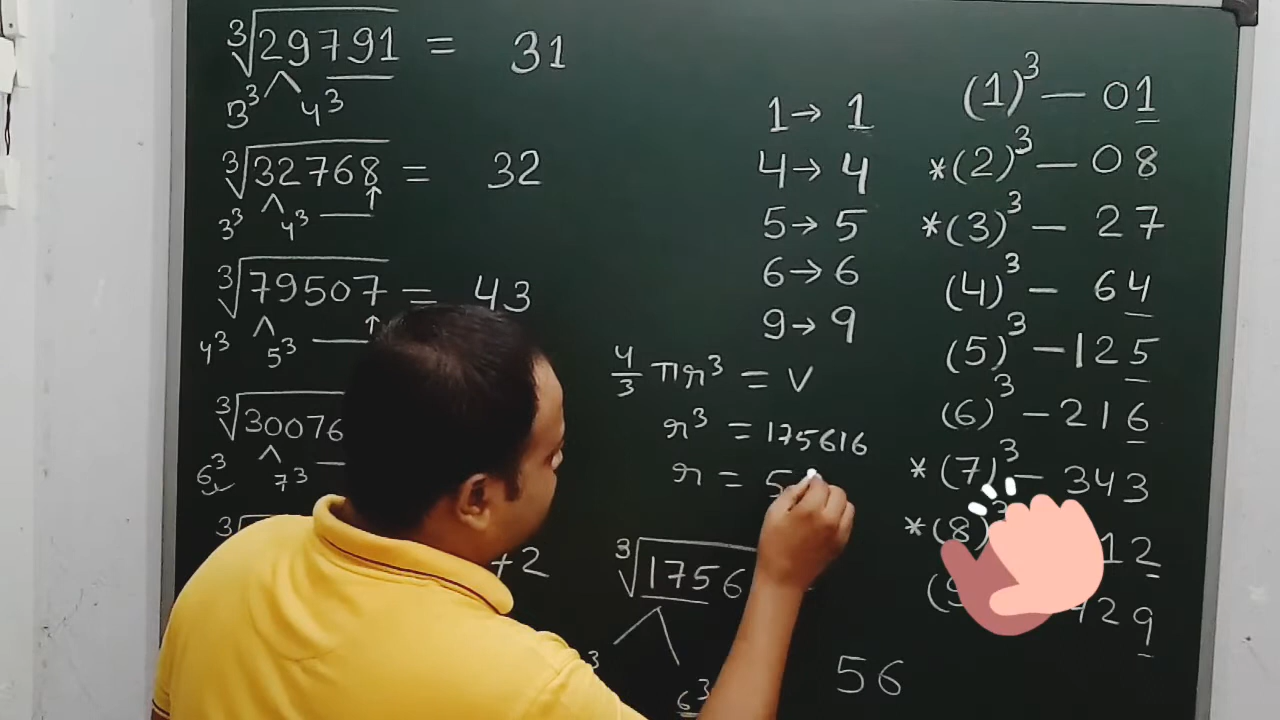 ∛29791 = 31
3³ 4³
∛32768 = 32
3³ 4³
∛79507 = 43
4³ 5³
∛30076
6³ 7³
+2
1→1
4→4
5→5
6→6
9→9
4/3 πr³ = V
r³ = 175616
r = 5
∛1756
6³
56
(1)³ — 01
*(2)³ — 08
*(3)³ — 27
(4)³ — 64
(5)³ — 125
(6)³ — 216
*(7)³ — 343
*(8)³ 12
29